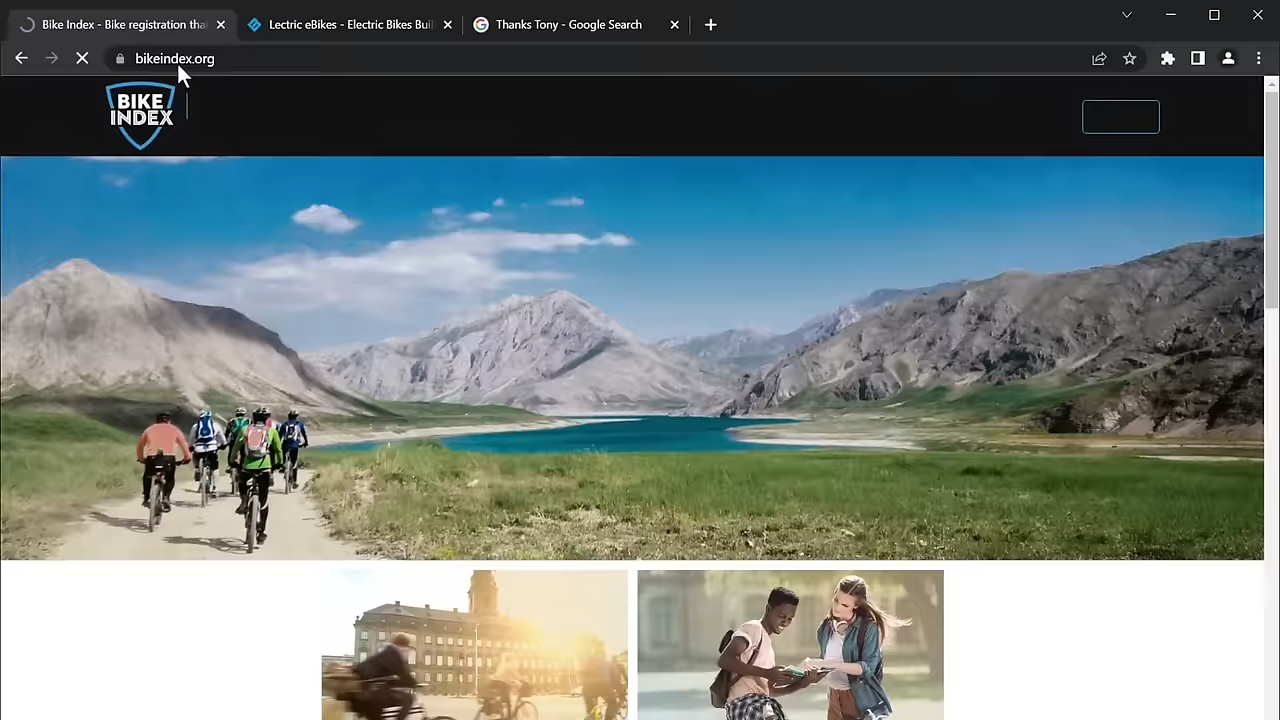 Bike Index - Bike registration tha
Lectric eBikes - Electric Bikes Buil
Thanks Tony - Google Search
bikeindex.org
BIKE
INDEX